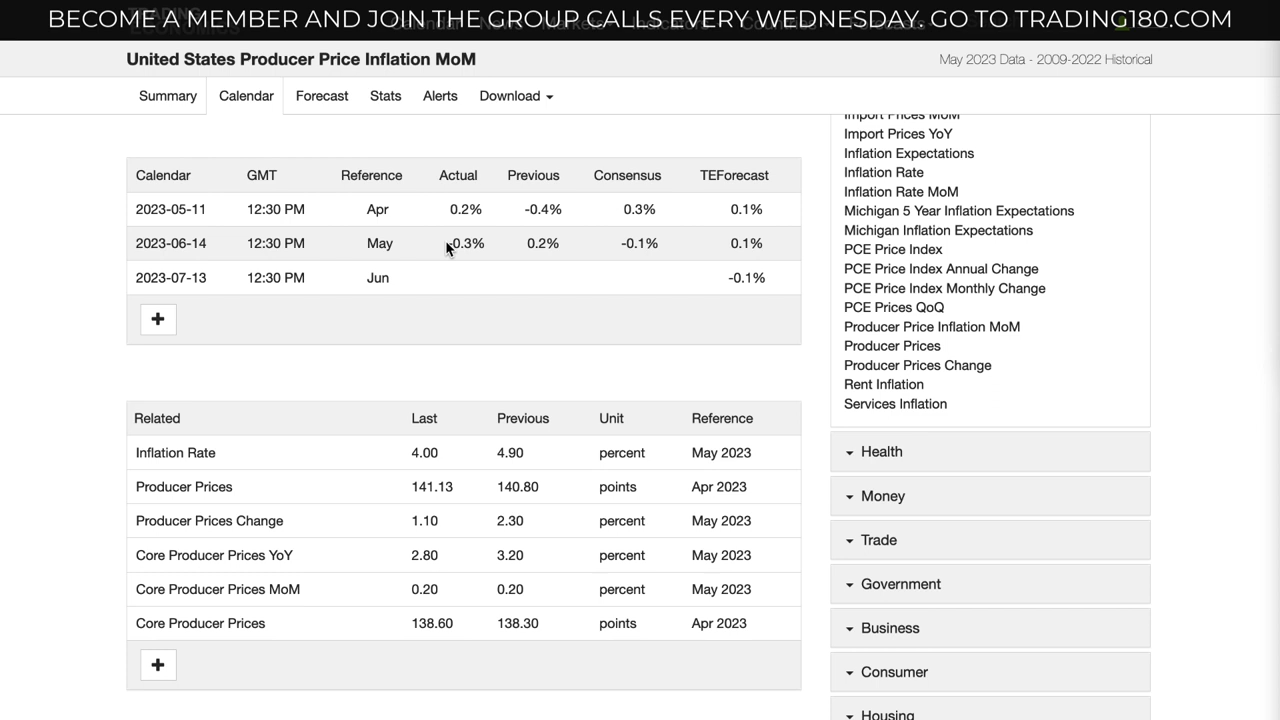 BECOME A MEMBER AND JOIN THE GROUP CALLS EVERY WEDNESDAY. GO TO TRADING180.COM
United States Producer Price Inflation MoM
May 2023 Data - 2009-2022 Historical
Summary Calendar Forecast Stats Alerts Download
Calendar GMT Reference Actual Previous Consensus TEForecast
2023-05-11 12:30 PM Apr 0.2% -0.4% 0.3% 0.1%
2023-06-14 12:30 PM May -0.3% 0.2% -0.1% 0.1%
2023-07-13 12:30 PM Jun -0.1%
+
Related Last Previous Unit Reference
Inflation Rate 4.00 4.90 percent May 2023
Producer Prices 141.13 140.80 points Apr 2023
Producer Prices Change 1.10 2.30 percent May 2023
Core Producer Prices YoY 2.80 3.20 percent May 2023
Core Producer Prices MoM 0.20 0.20 percent May 2023
Core Producer Prices 138.60 138.30 points Apr 2023
+
Import Prices MoM
Import Prices YoY
Inflation Expectations
Inflation Rate
Inflation Rate MoM
Michigan 5 Year Inflation Expectations
Michigan Inflation Expectations
PCE Price Index
PCE Price Index Annual Change
PCE Price Index Monthly Change
PCE Prices QoQ
Producer Price Inflation MoM
Producer Prices
Producer Prices Change
Rent Inflation
Services Inflation
Health
Money
Trade
Government
Business
Consumer
Housing